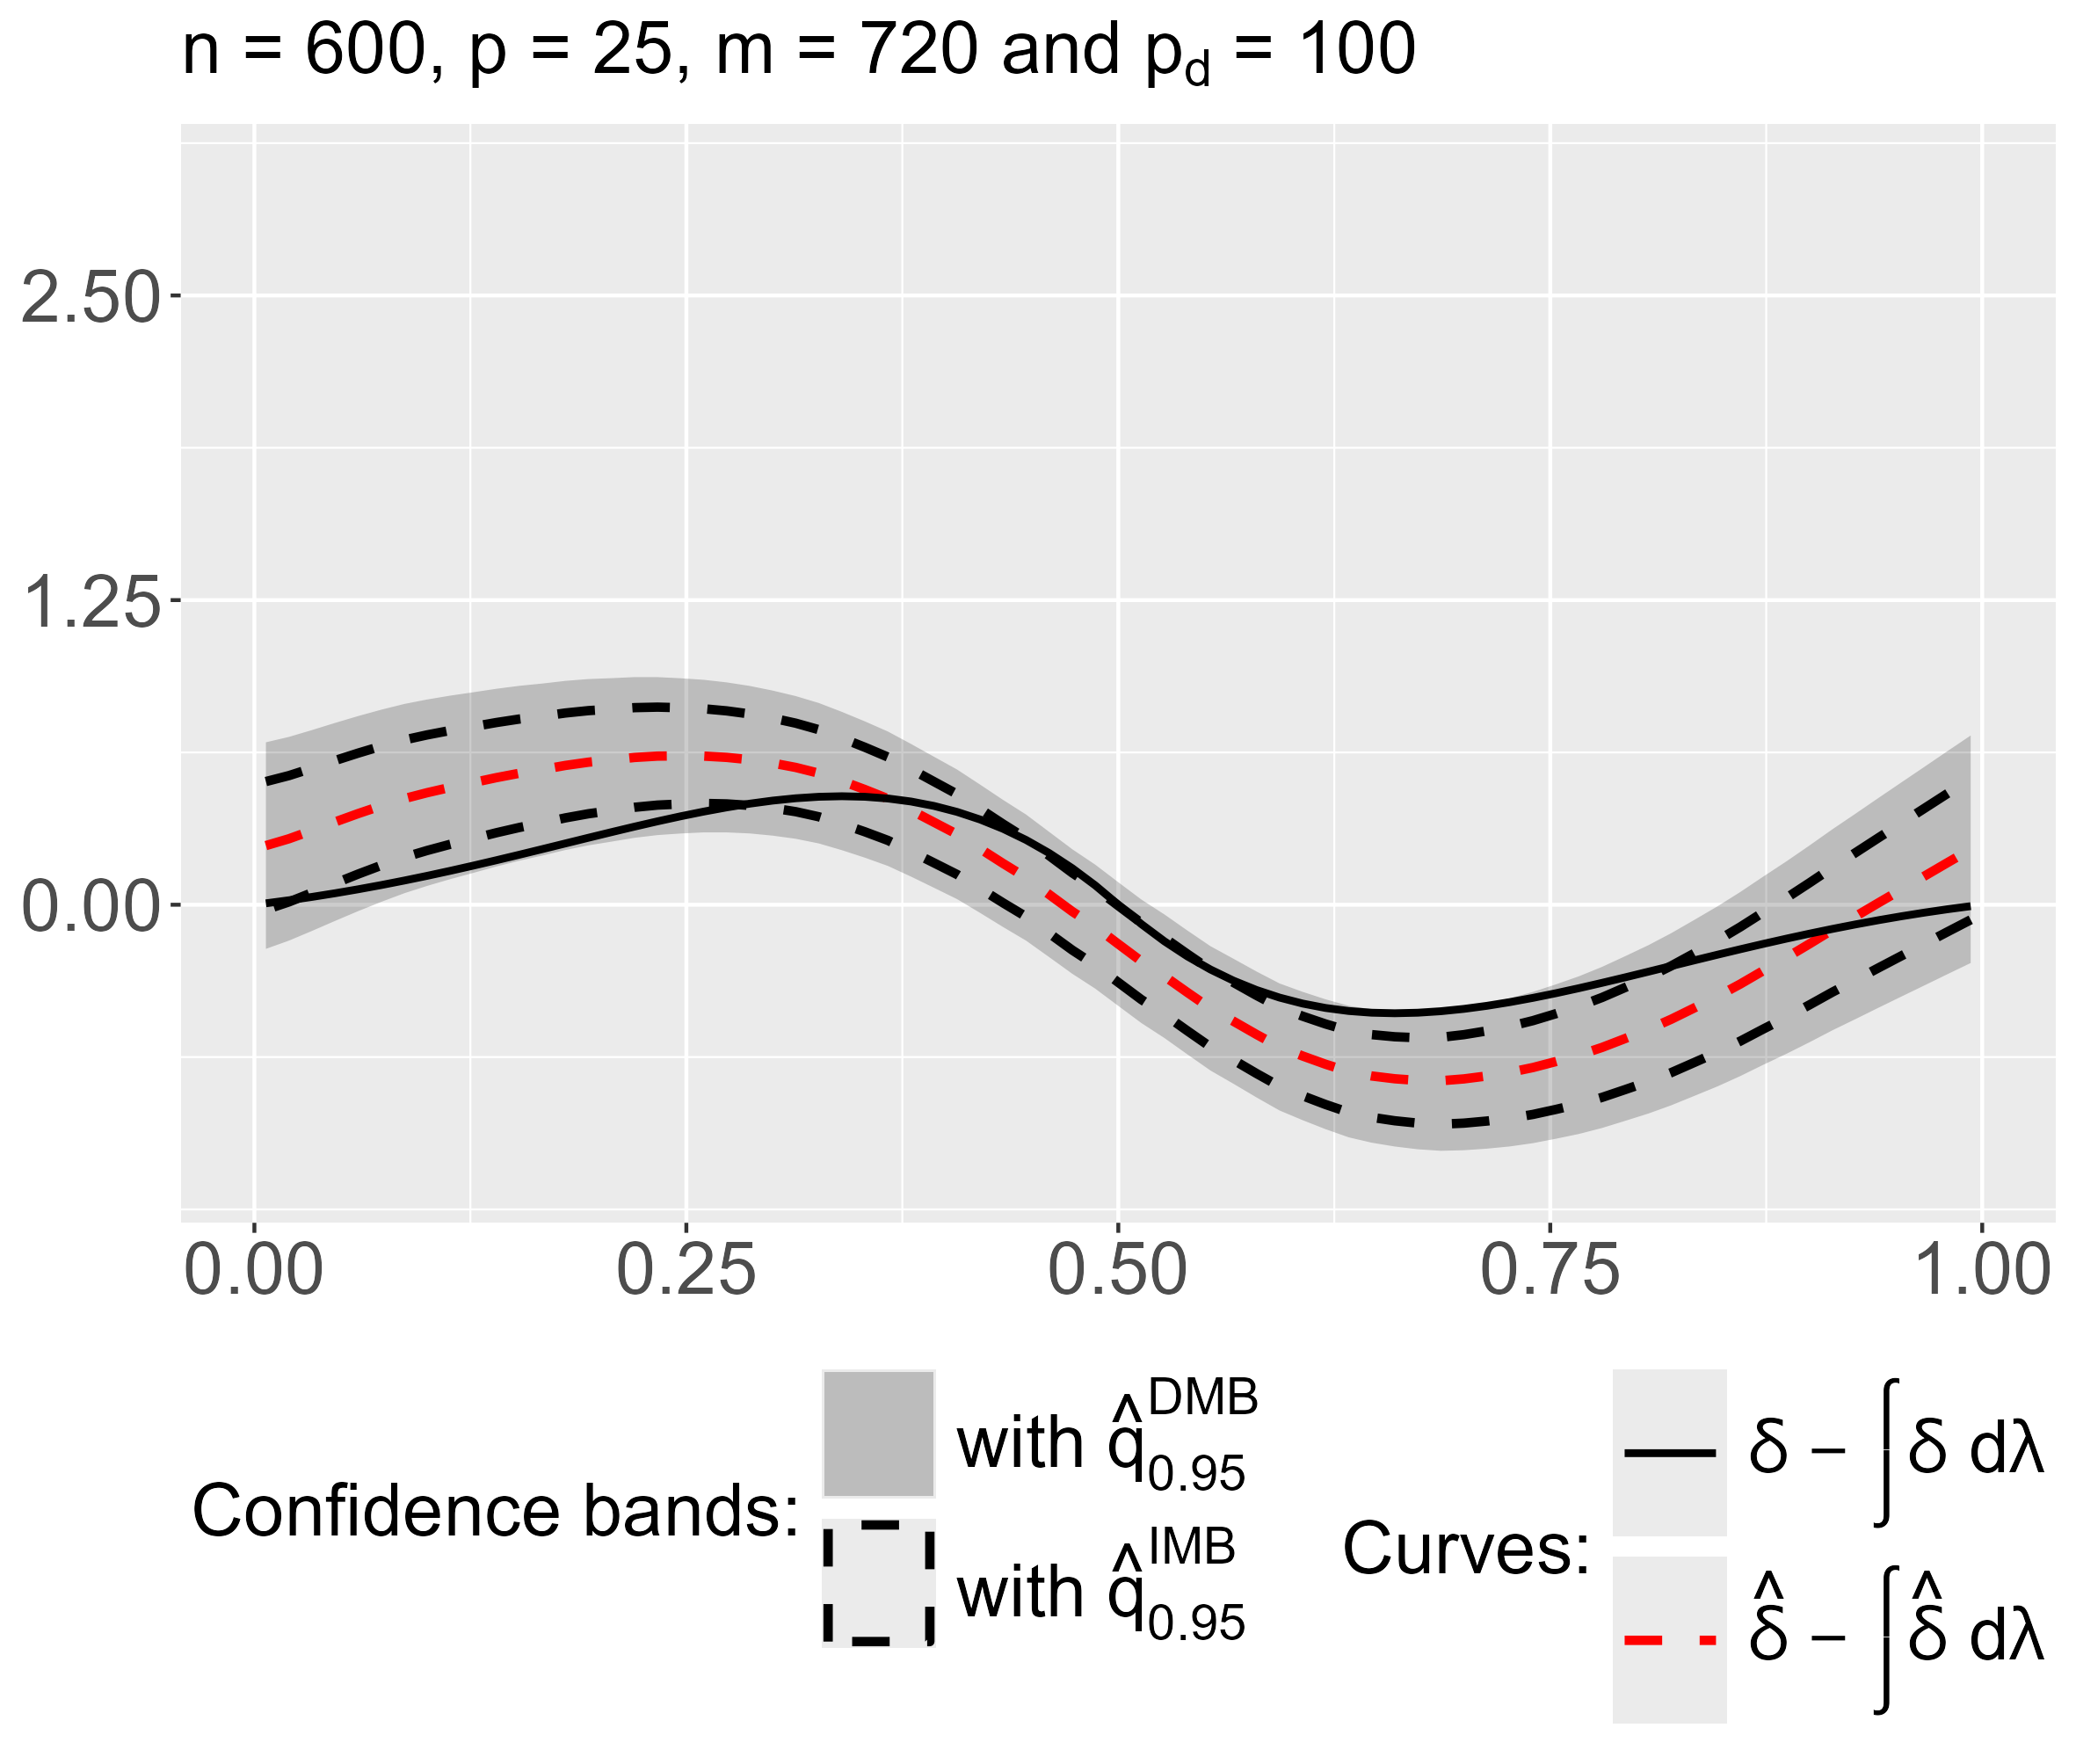 n = 600, p = 25, m = 720 and p_d = 100
2.50
1.25
0.00
0.00 0.25 0.50 0.75 1.00
Confidence bands:
with q̂^DMB_0.95
with q̂^IMB_0.95
Curves:
δ − ∫δ dλ
δ̂ − ∫δ̂ dλ